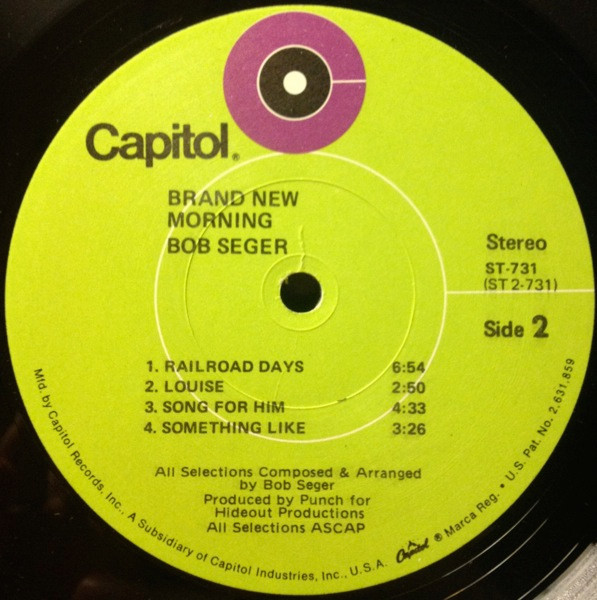 Capitol®
BRAND NEW
MORNING
BOB SEGER
Stereo
ST-731
(ST 2-731)
Side 2
1. RAILROAD DAYS 6:54
2. LOUISE 2:50
3. SONG FOR HIM 4:33
4. SOMETHING LIKE 3:26
All Selections Composed & Arranged
by Bob Seger
Produced by Punch for
Hideout Productions
All Selections ASCAP
Mfd. by Capitol Records, Inc., A Subsidiary of Capitol Industries, Inc., U.S.A. Capitol ® Marca Reg. • U.S. Pat. No. 2,631,859